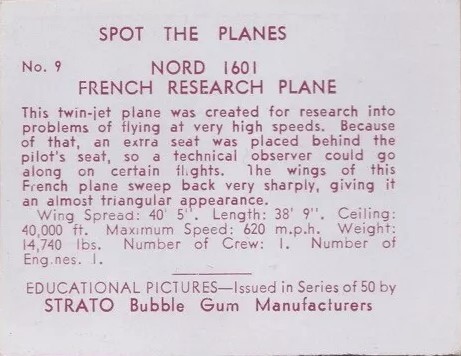 SPOT THE PLANES
No. 9 NORD 1601
FRENCH RESEARCH PLANE
This twin-jet plane was created for research into
problems of flying at very high speeds. Because
of that, an extra seat was placed behind the
pilot's seat, so a technical observer could go
along on certain flights. The wings of this
French plane sweep back very sharply, giving it
an almost triangular appearance.
Wing Spread: 40' 5". Length: 38' 9". Ceiling:
40,000 ft. Maximum Speed: 620 m.p.h. Weight:
14,740 lbs. Number of Crew: 1. Number of
Engines. 1.
EDUCATIONAL PICTURES—Issued in Series of 50 by
STRATO Bubble Gum Manufacturers